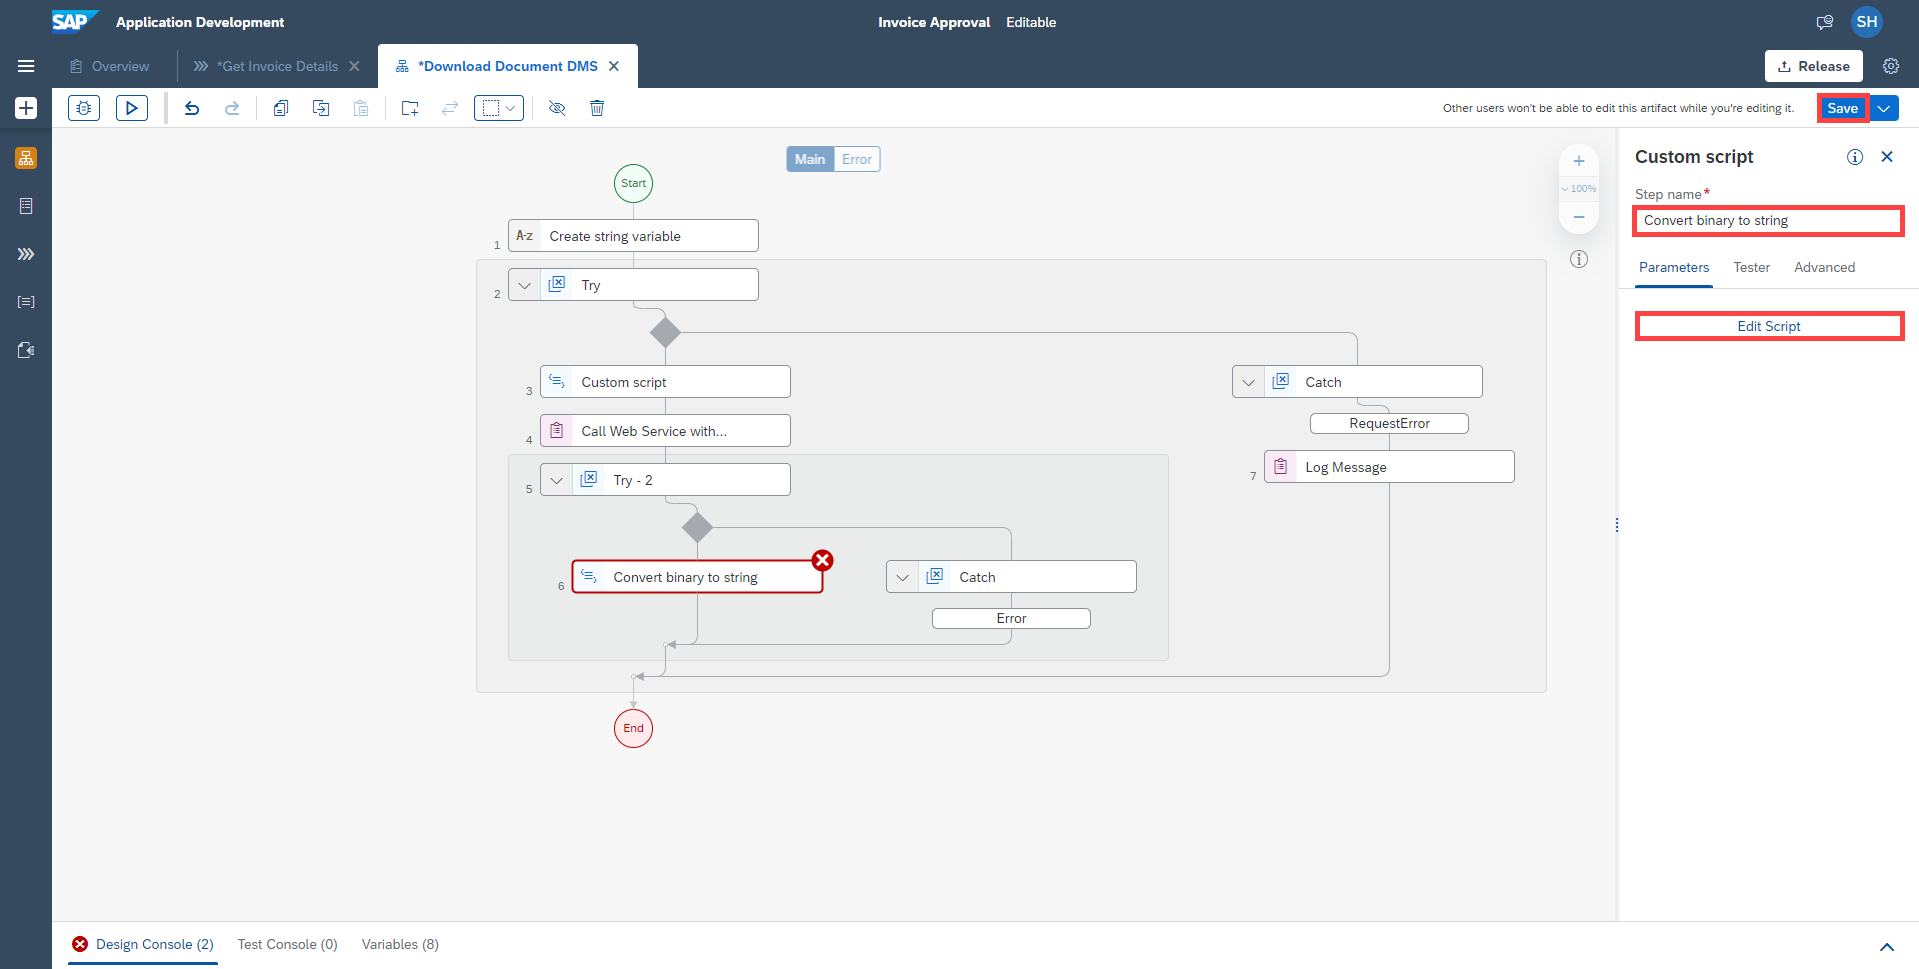 SAP Application Development
Invoice Approval Editable
SH
Overview
*Get Invoice Details
*Download Document DMS
Release
Other users won't be able to edit this artifact while you're editing it.
Save
Main Error
100%
Start
1 A-z Create string variable
2 Try
3 Custom script
Catch
RequestError
4 Call Web Service with...
7 Log Message
5 Try - 2
6 Convert binary to string
Catch
Error
End
Custom script
Step name*
Convert binary to string
Parameters Tester Advanced
Edit Script
Design Console (2) Test Console (0) Variables (8)